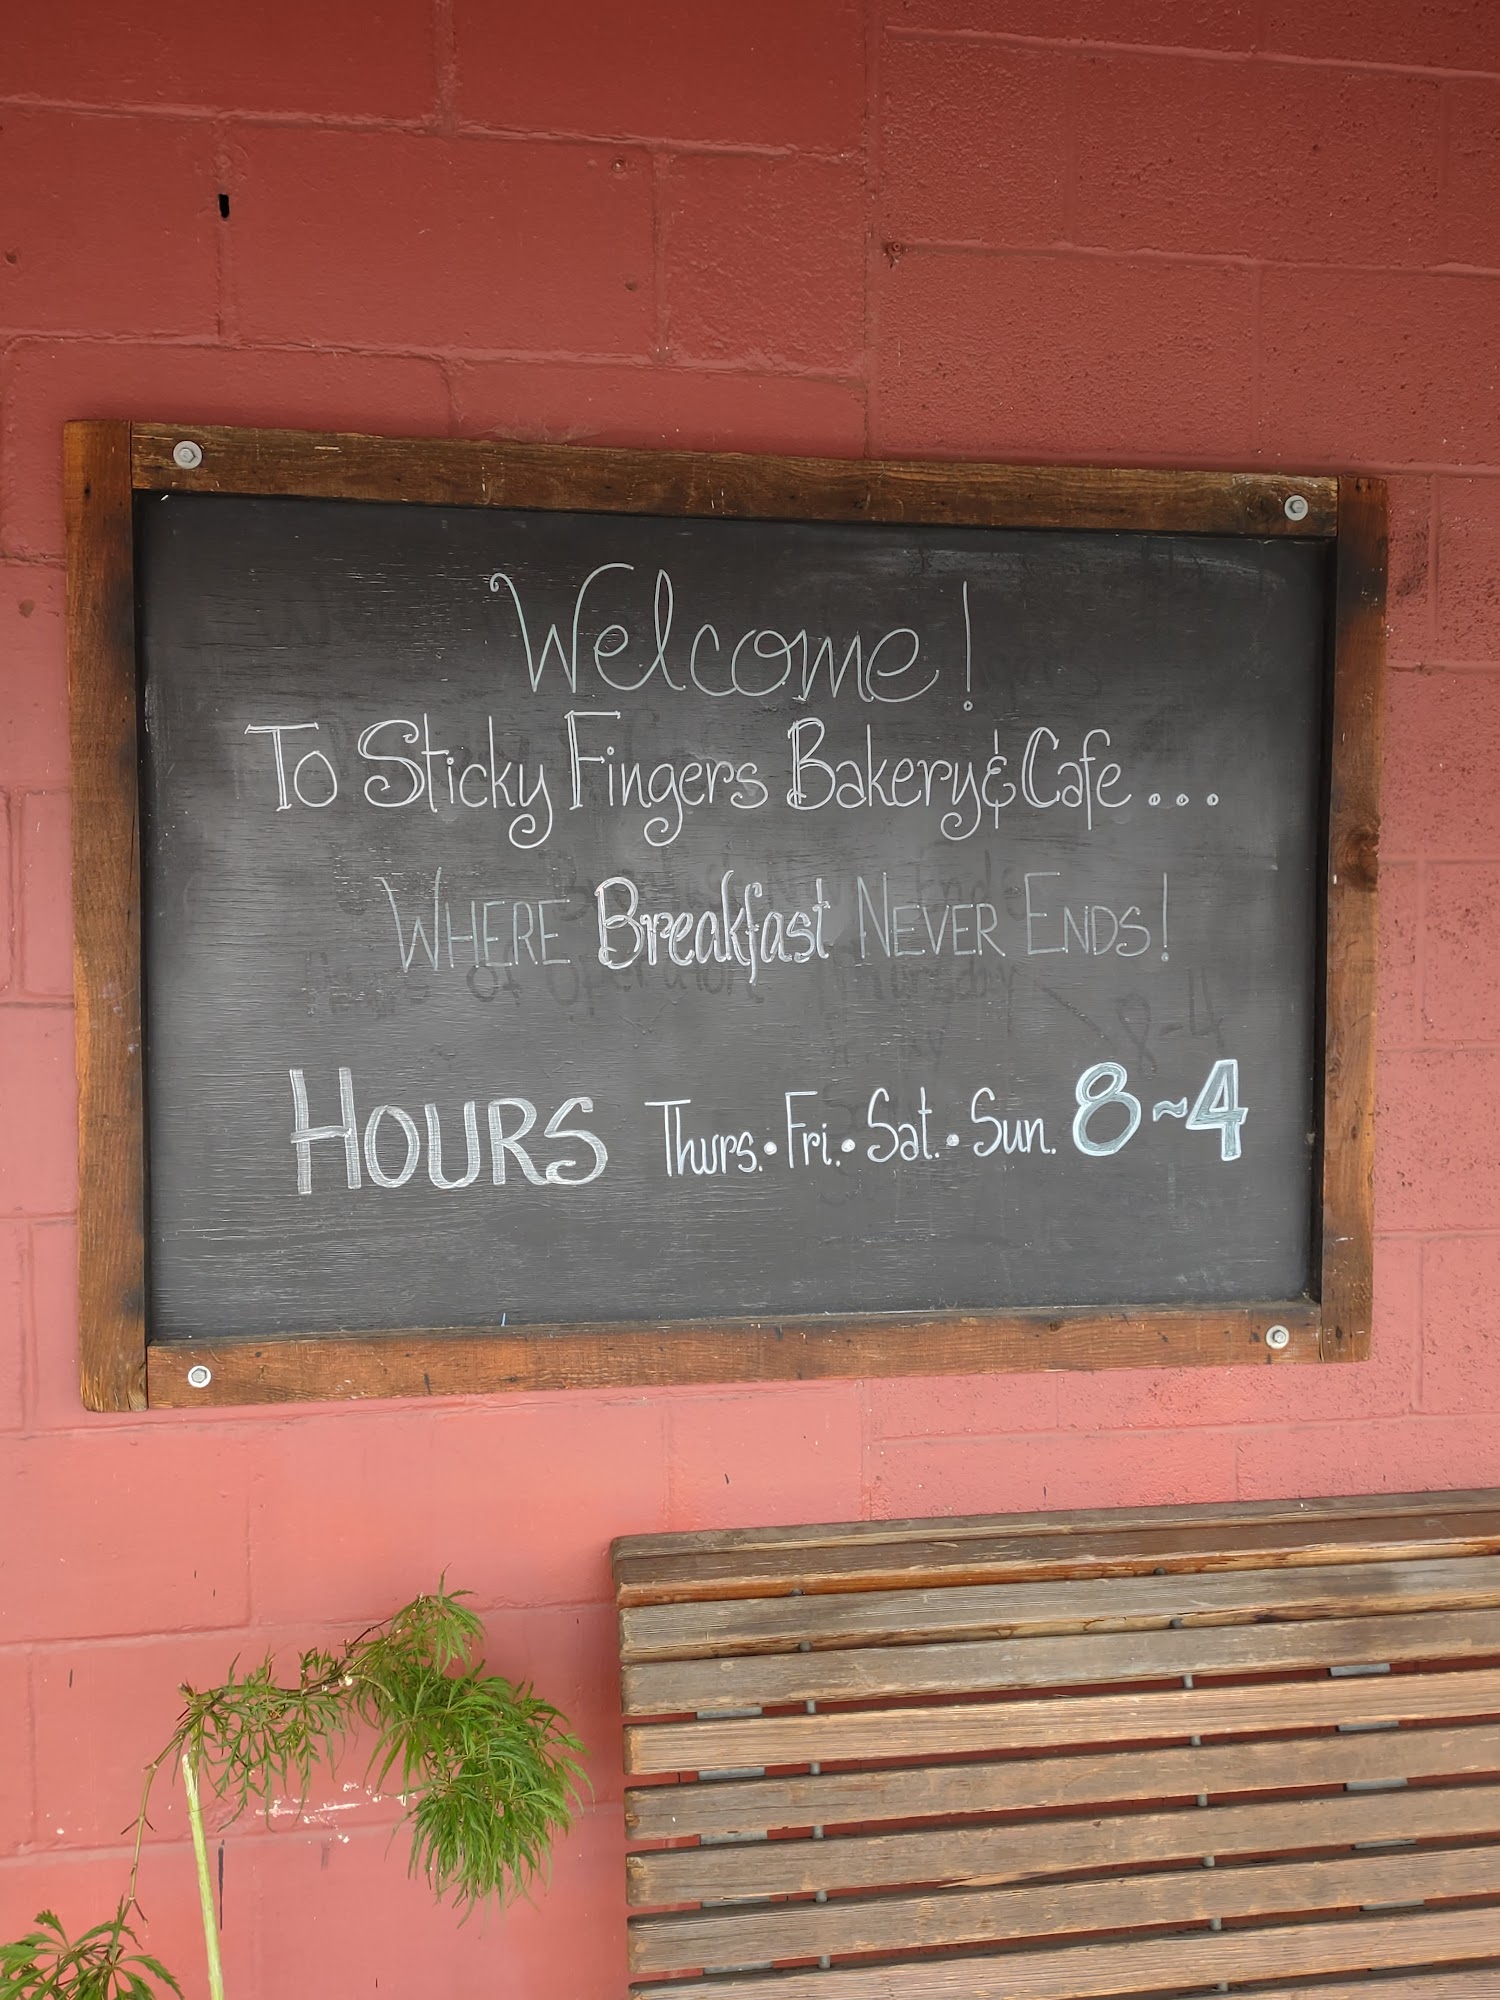 Welcome!
To Sticky Fingers Bakery & Cafe...
WHERE Breakfast NEVER ENDS!
HOURS Thurs. • Fri. • Sat. • Sun. 8~4